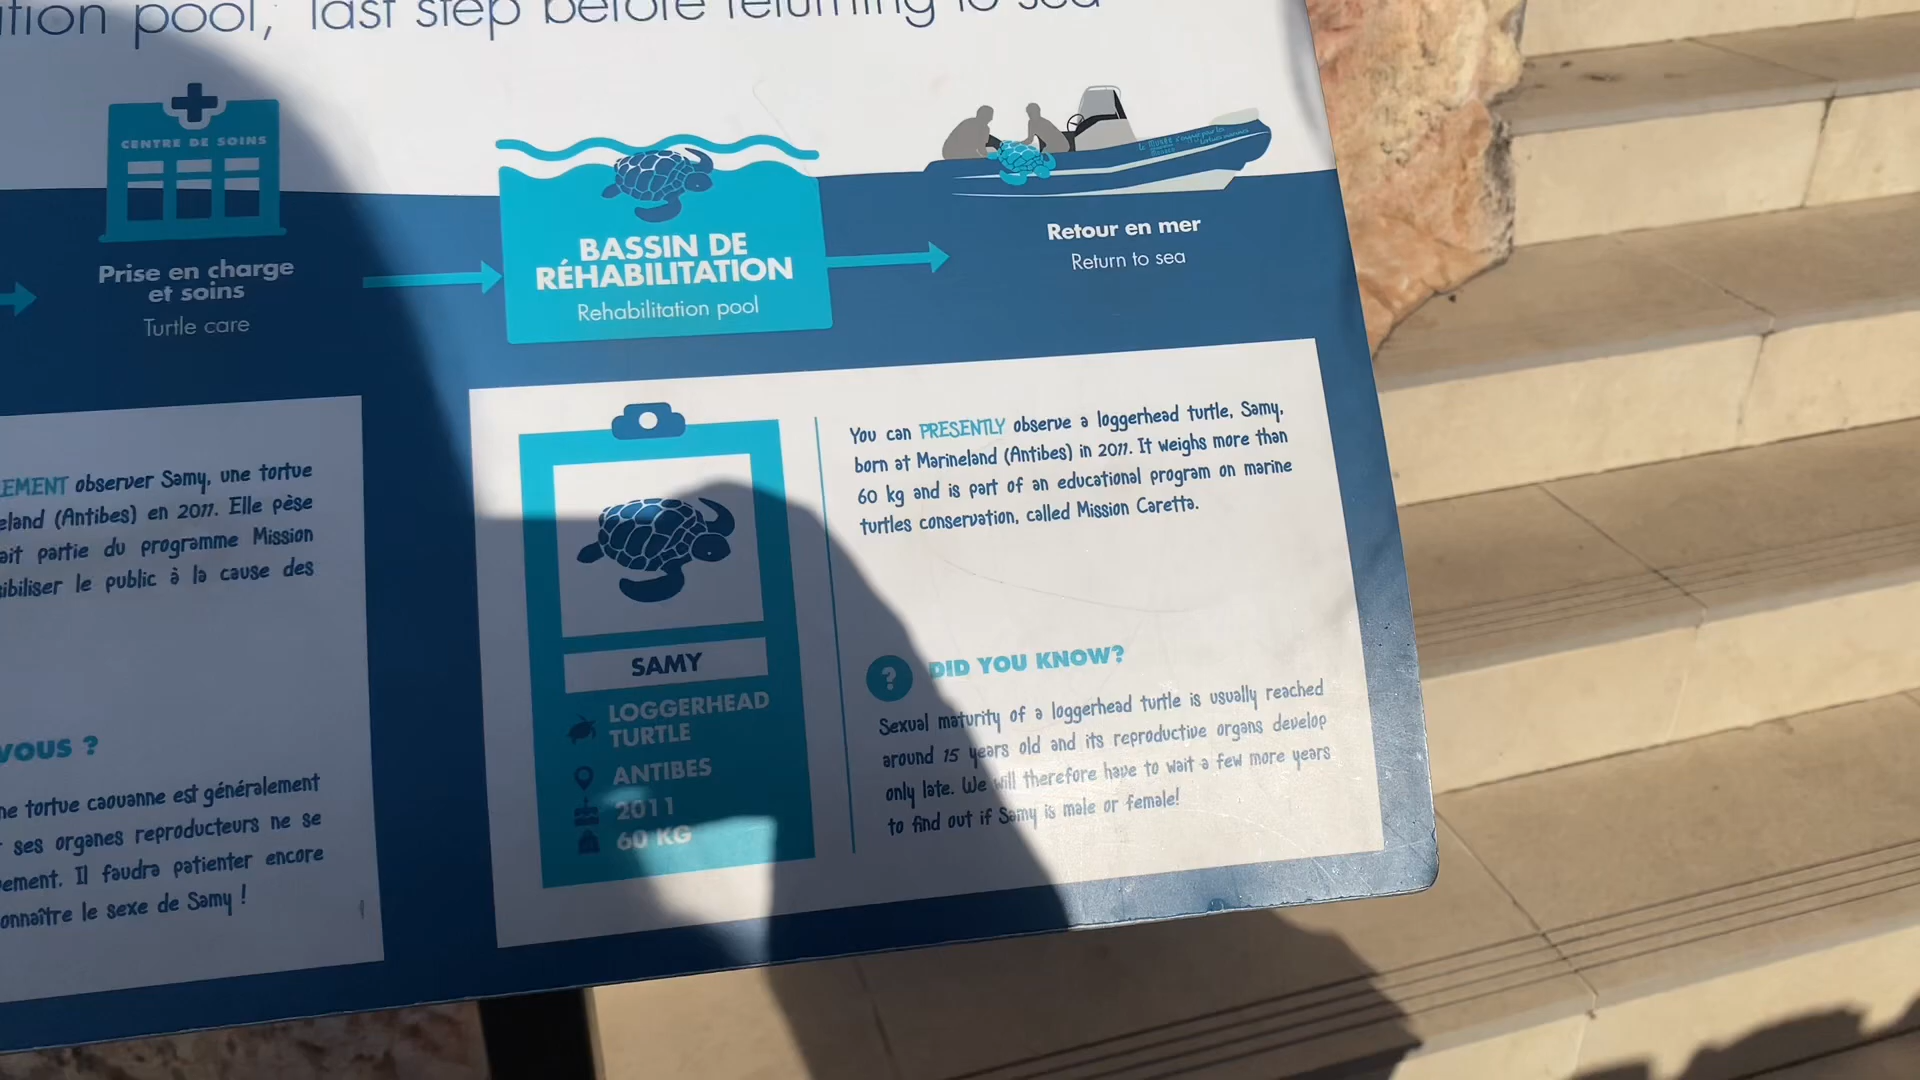 tion pool, last step before returning to sea
CENTRE DE SOINS
Prise en charge
et soins
Turtle care
BASSIN DE
RÉHABILITATION
Rehabilitation pool
Retour en mer
Return to sea
EMENT observer Samy, une tortue
eland (Antibes) en 2011. Elle pèse
ait partie du programme Mission
ibiliser le public à la cause des
VOUS ?
ne tortue caouanne est généralement
ses organes reproducteurs ne se
ement. Il faudra patienter encore
onnaître le sexe de Samy !
SAMY
LOGGERHEAD
TURTLE
ANTIBES
2011
60 KG
You can PRESENTLY observe a loggerhead turtle, Samy,
born at Marineland (Antibes) in 2011. It weighs more than
60 kg and is part of an educational program on marine
turtles conservation, called Mission Caretta.
? DID YOU KNOW?
Sexual maturity of a loggerhead turtle is usually reached
around 15 years old and its reproductive organs develop
only late. We will therefore have to wait a few more years
to find out if Samy is male or female!